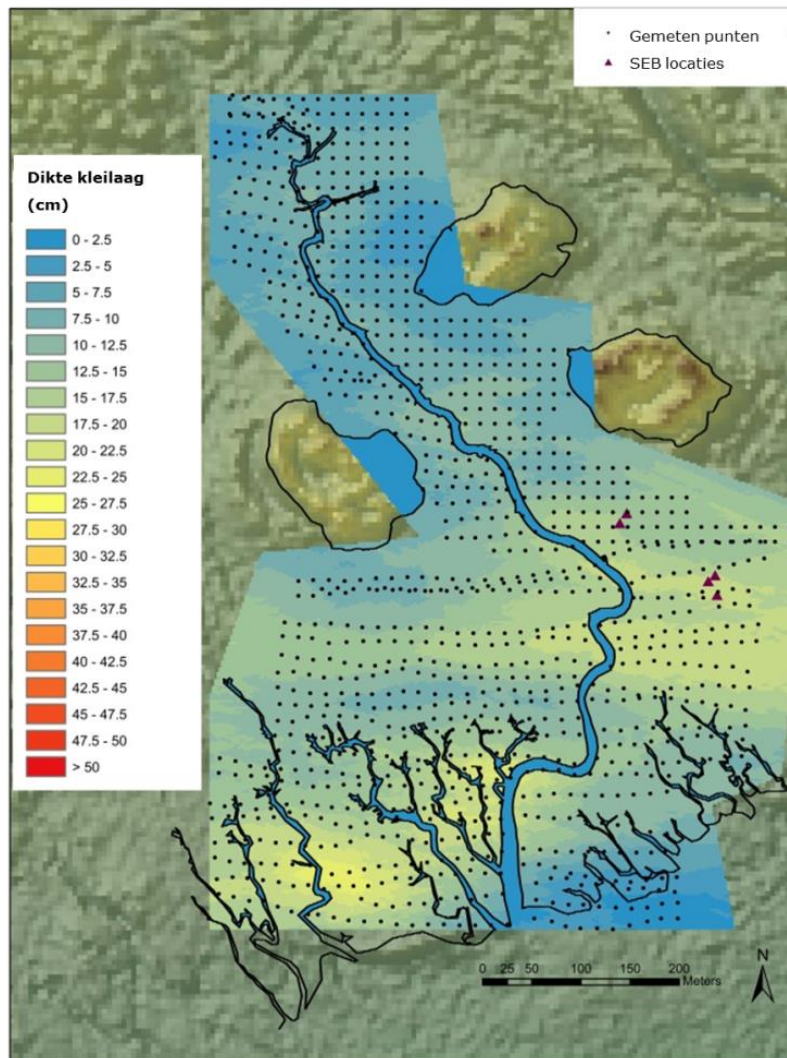 Gemeten punten
SEB locaties
Dikte kleilaag
(cm)
0 - 2.5
2.5 - 5
5 - 7.5
7.5 - 10
10 - 12.5
12.5 - 15
15 - 17.5
17.5 - 20
20 - 22.5
22.5 - 25
25 - 27.5
27.5 - 30
30 - 32.5
32.5 - 35
35 - 37.5
37.5 - 40
40 - 42.5
42.5 - 45
45 - 47.5
47.5 - 50
> 50
N
0 25 50 100 150 200
Meters